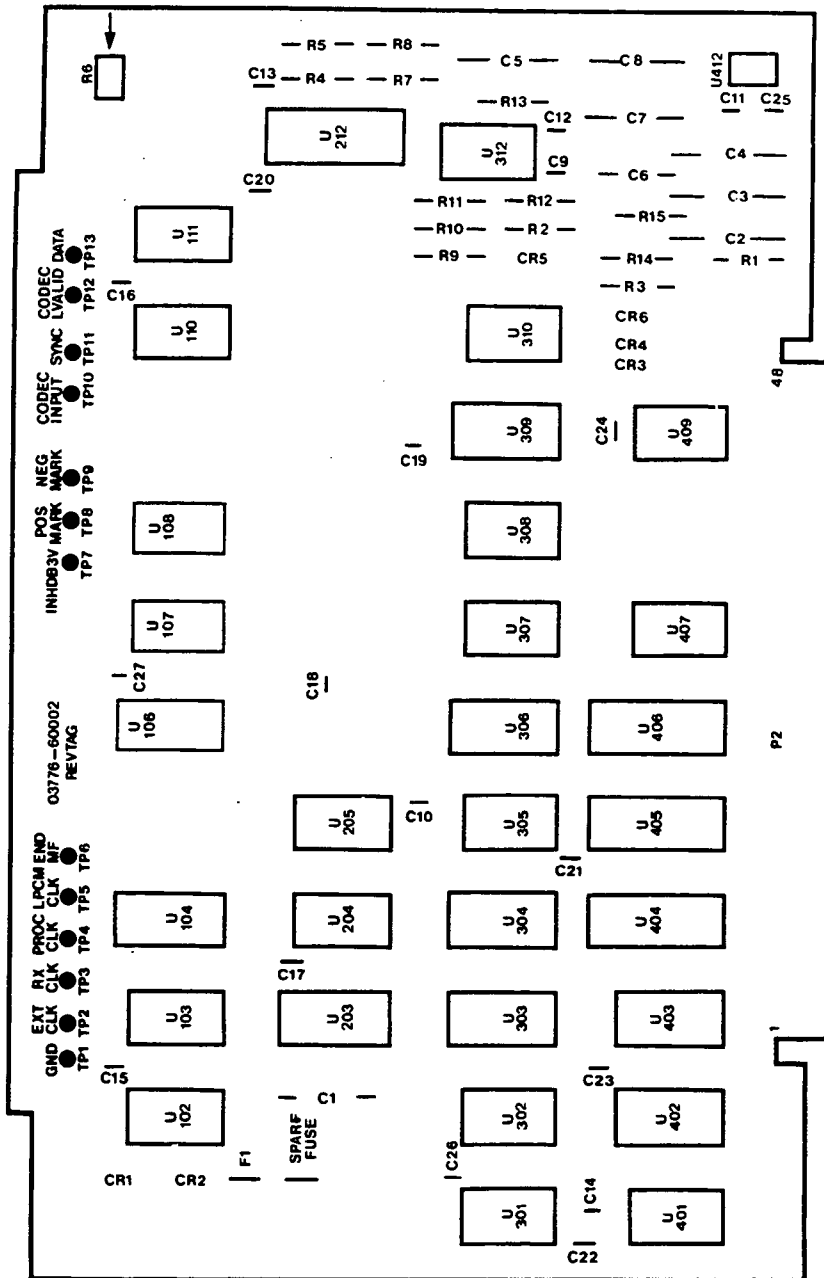 R6
C13
R5
R8
R4
R7
C5
C8
U412
C11
C25
R13
C12
C7
U
212
U
312
C9
C4
C20
C6
C3
R11
R12
R15
U
111
R10
R2
C2
R9
CR5
R14
R1
CODEC
LVALID DATA
TP13
TP12
C16
R3
U
110
SYNC
TP11
U
310
CR6
CR4
CR3
48
CODEC
INPUT
TP10
C19
U
309
C24
U
409
NEG
MARK
TP9
POS
MARK
TP8
INHDB3V
TP7
U
108
U
308
U
107
U
307
U
407
C27
C18
03776-60002
REVTAG
U
106
U
306
U
406
P2
U
205
C10
U
305
U
405
END
MF
TP6
C21
LPCM
CLK
TP5
PROC
CLK
TP4
U
104
U
204
U
304
U
404
RX
CLK
TP3
C17
EXT
CLK
TP2
U
103
U
203
U
303
U
403
GND
TP1
1
C15
C23
C1
U
102
U
302
U
402
CR1
CR2
F1
SPARE
FUSE
C26
U
301
C14
U
401
C22